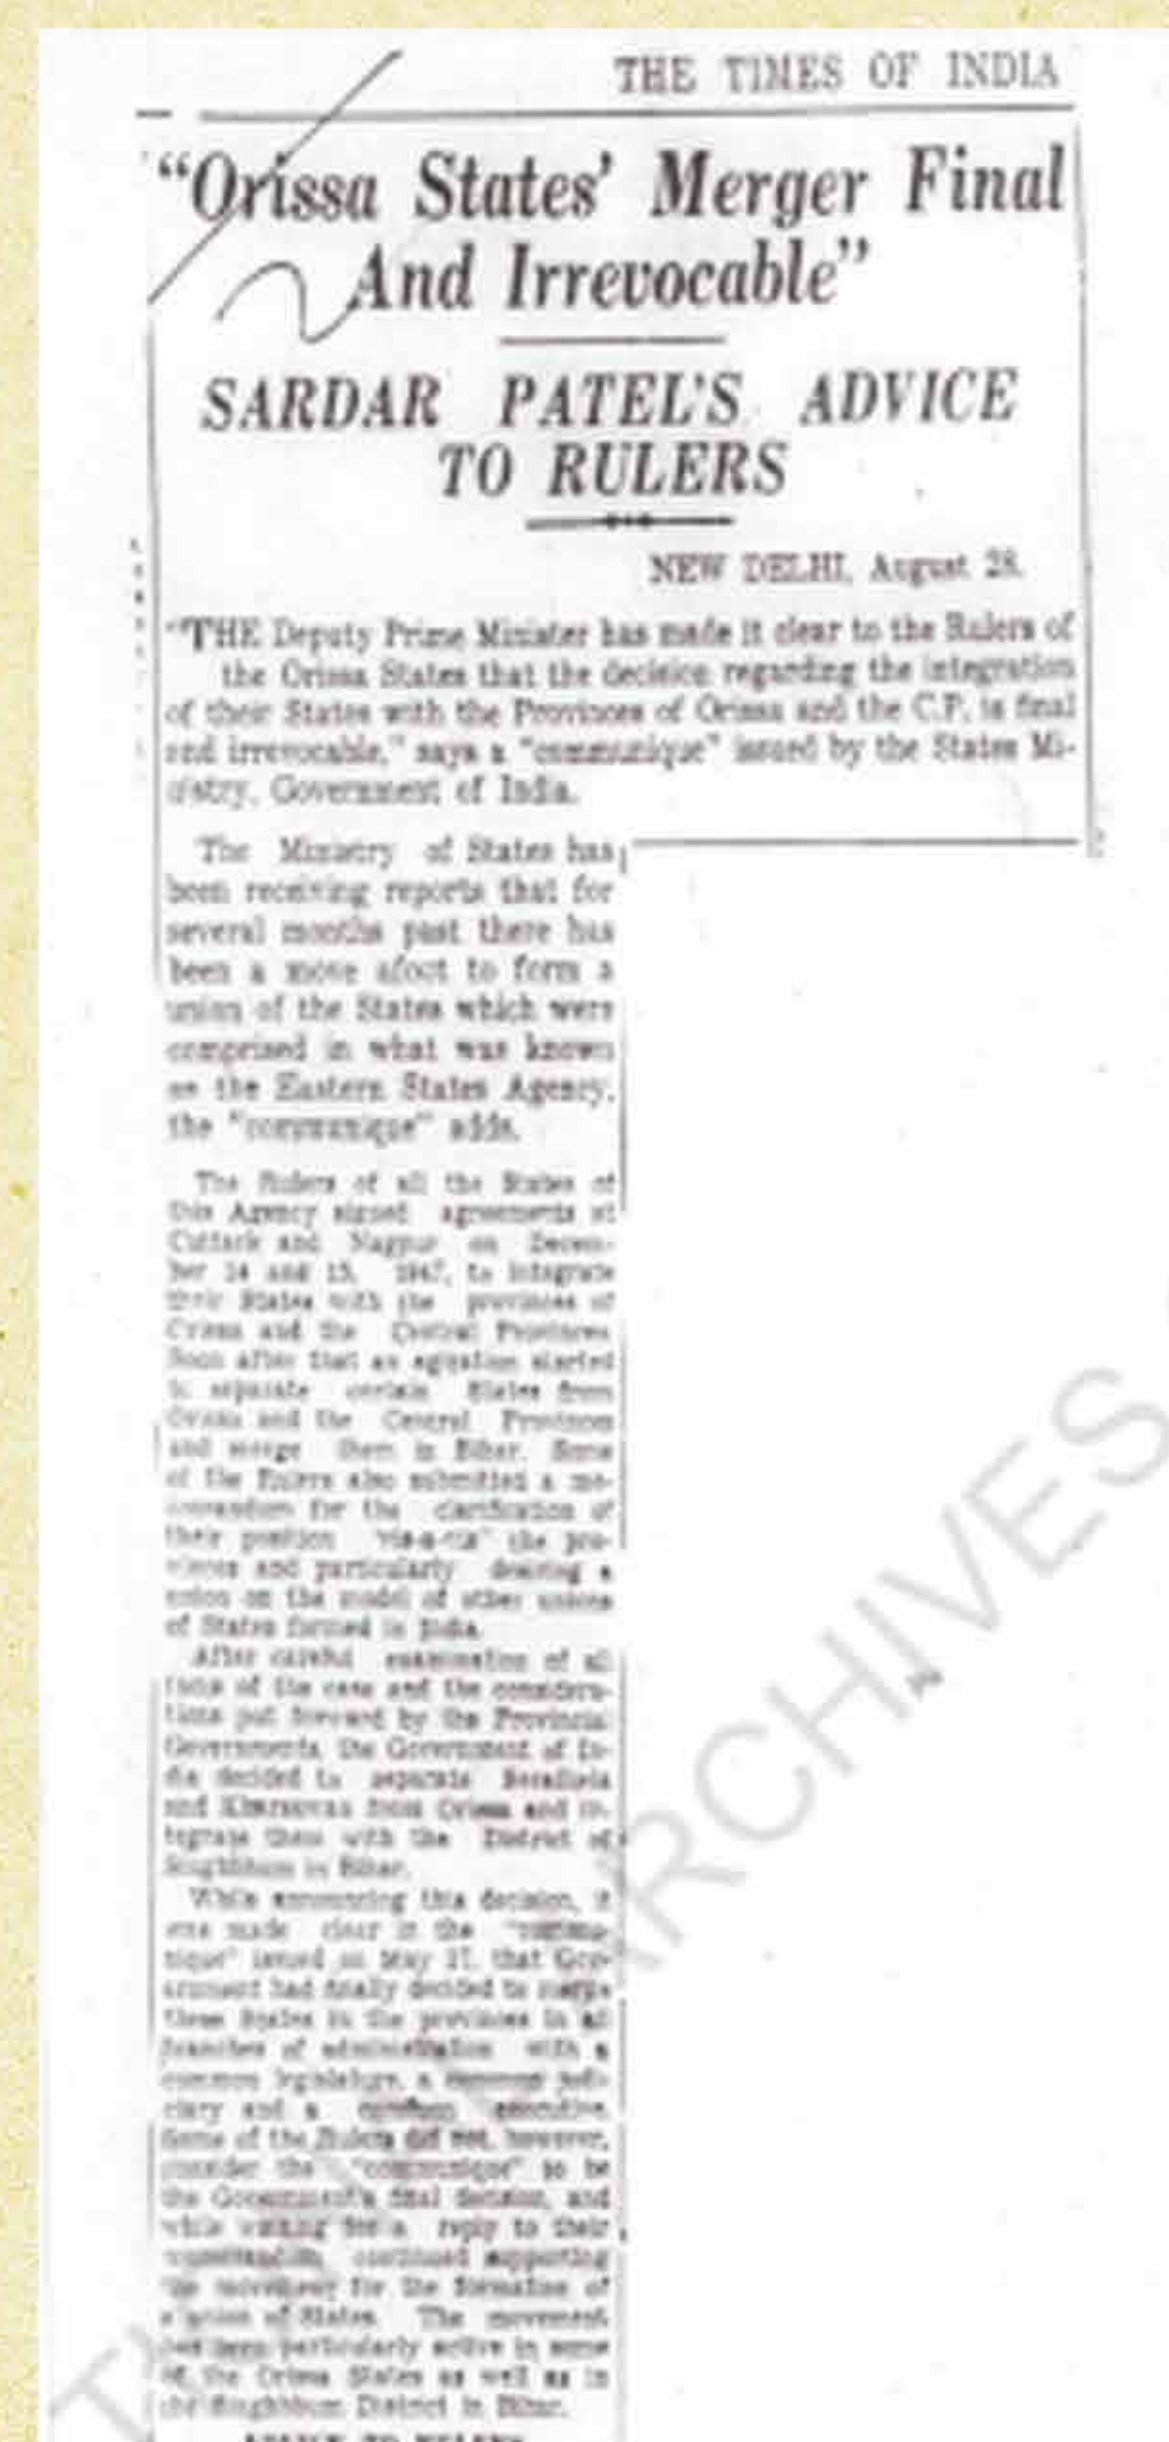 THE TIMES OF INDIA
"Orissa States' Merger Final
And Irrevocable"
SARDAR PATEL'S ADVICE
TO RULERS
NEW DELHI, August 28.
"THE Deputy Prime Minister has made it clear to the Rulers of
the Orissa States that the decision regarding the integration
of their States with the Provinces of Orissa and the C.P. is final
and irrevocable," says a "communique" issued by the States Mi-
nistry, Government of India.
The Ministry of States has
been receiving reports that for
several months past there has
been a move afoot to form a
union of the States which were
comprised in what was known
as the Eastern States Agency,
the "communique" adds.
The Rulers of all the States of
this Agency signed agreements at
Cuttack and Nagpur on Decem-
ber 14 and 15, 1947, to integrate
their States with the provinces of
Orissa and the Central Provinces.
Soon after that an agitation started
to separate certain States from
Orissa and the Central Provinces
and merge them in Bihar. Some
of the Rulers also submitted a me-
morandum for the clarification of
their position "vis-a-vis" the pro-
vinces and particularly desiring a
union on the model of other unions
of States formed in India.
After careful examination of all
facts of the case and the considera-
tions put forward by the Provincial
Governments, the Government of In-
dia decided to separate Seraikela
and Kharsawan from Orissa and in-
tegrate them with the District of
Singhbhum in Bihar.
While announcing this decision, it
was made clear in the "commu-
nique" issued on May that Gov-
ernment had finally decided to merge
these States in the provinces in all
branches of administration with a
common legislature, a common judi-
ciary and a common executive.
Some of the Rulers did not, however,
consider the "communique" to be
the Government's final decision, and
while waiting for a reply to their
memorandum, continued supporting
the movement for the formation of
a union of States. The movement
has been particularly active in some
of the Orissa States as well as in
the Singhbhum District in Bihar.
ADVICE TO RULERS
ARCHIVES